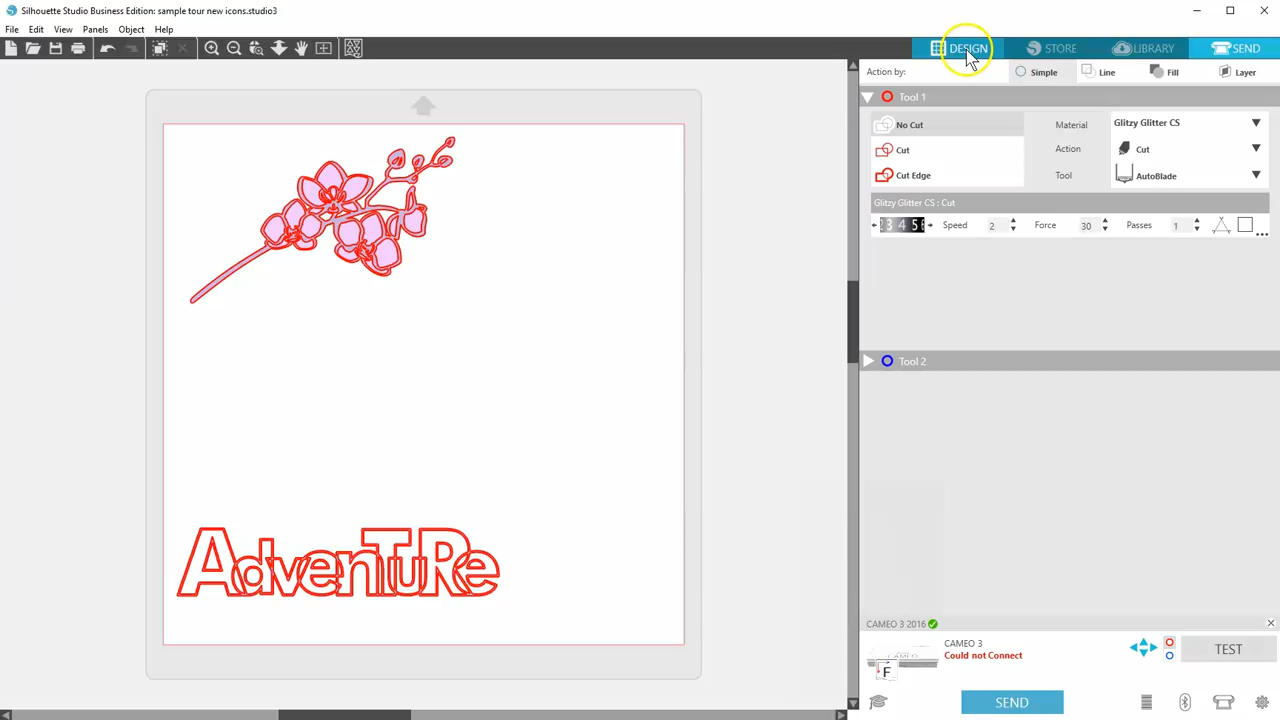 Silhouette Studio Business Edition: sample tour new icons.studio3
File Edit View Panels Object Help
DESIGN STORE LIBRARY SEND
Action by: Simple Line Fill Layer
Tool 1
No Cut Material Glitzy Glitter CS
Cut Action Cut
Cut Edge Tool AutoBlade
Glitzy Glitter CS : Cut
3 4 5 Speed 2 Force 30 Passes 1
Tool 2
AdvenTuRe
CAMEO 3 2016
CAMEO 3
Could not Connect
TEST
F
SEND